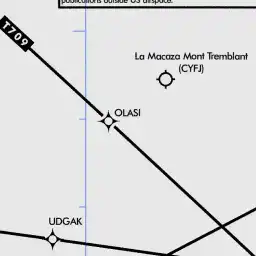 publications outside US airspace.
T709
La Macaza Mont Tremblant
(CYFJ)
OLASI
UDGAK